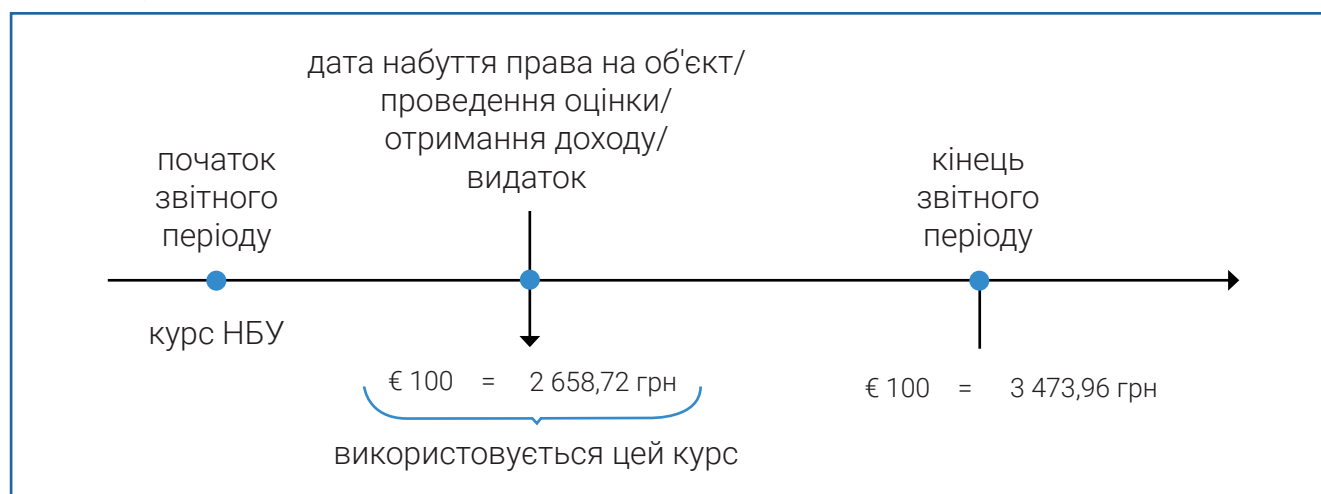 дата набуття права на об'єкт/
проведення оцінки/
отримання доходу/
видаток
початок
звітного
періоду
кінець
звітного
періоду
курс НБУ
€ 100 = 2 658,72 грн
€ 100 = 3 473,96 грн
використовується цей курс